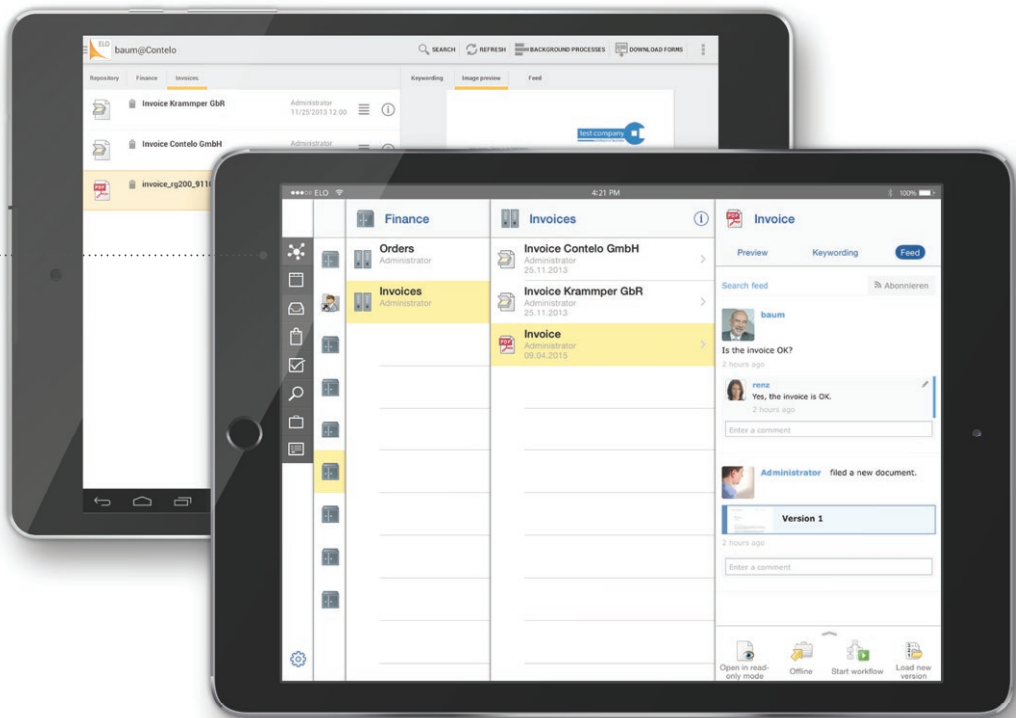 ELO
baum@Contelo
SEARCH
REFRESH
BACKGROUND PROCESSES
DOWNLOAD FORMS
Repository
Finance
Invoices
Keywording
Image preview
Feed
Invoice Krammper GbR
Administrator
11/25/2013 12:00
test company
Invoice Contelo GmbH
Administrator
PDF
ELO
4:21 PM
100%
Finance
Invoices
PDF
Invoice
Orders
Administrator
Invoices
Administrator
Invoice Contelo GmbH
Administrator
25.11.2013
Invoice Krammper GbR
Administrator
25.11.2013
PDF
Invoice
Administrator
09.04.2015
Preview
Keywording
Feed
Search feed
Abonnieren
baum
Is the invoice OK?
2 hours ago
renz
Yes, the invoice is OK.
2 hours ago
Enter a comment
Administrator filed a new document.
Version 1
2 hours ago
Enter a comment
Open in read-
only mode
Offline
Start workflow
Load new
version